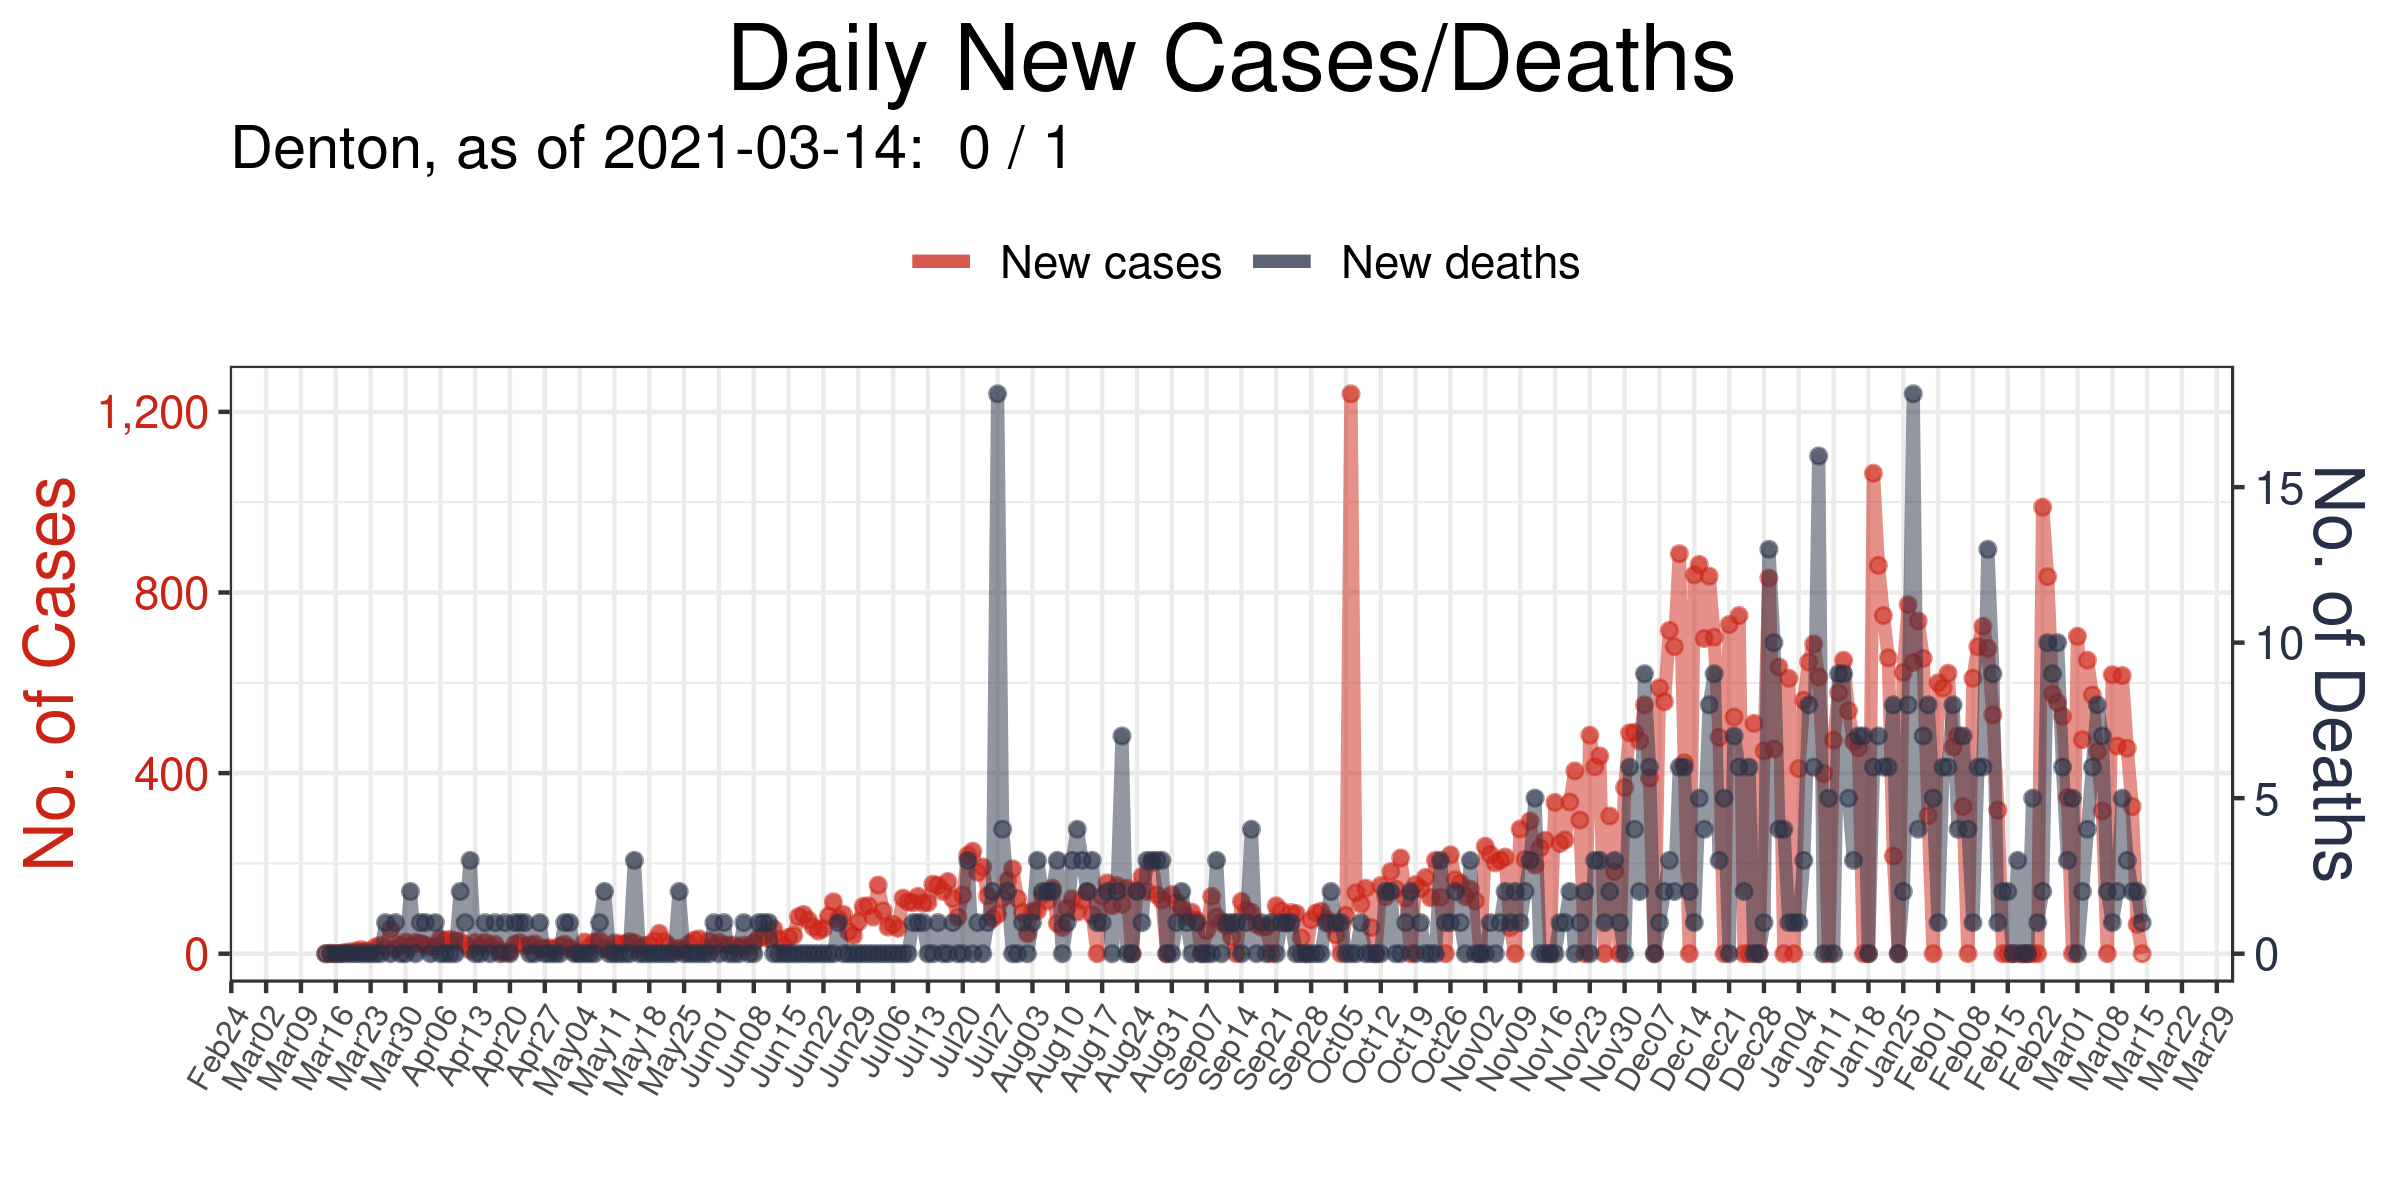 Daily New Cases/Deaths
Denton, as of 2021-03-14:  0 / 1
New cases
New deaths
No. of Cases
1,200
800
400
0
15
10
5
0
No. of Deaths
Feb24
Mar02
Mar09
Mar16
Mar23
Mar30
Apr06
Apr13
Apr20
Apr27
May04
May11
May18
May25
Jun01
Jun08
Jun15
Jun22
Jun29
Jul06
Jul13
Jul20
Jul27
Aug03
Aug10
Aug17
Aug24
Aug31
Sep07
Sep14
Sep21
Sep28
Oct05
Oct12
Oct19
Oct26
Nov02
Nov09
Nov16
Nov23
Nov30
Dec07
Dec14
Dec21
Dec28
Jan04
Jan11
Jan18
Jan25
Feb01
Feb08
Feb15
Feb22
Mar01
Mar08
Mar15
Mar22
Mar29